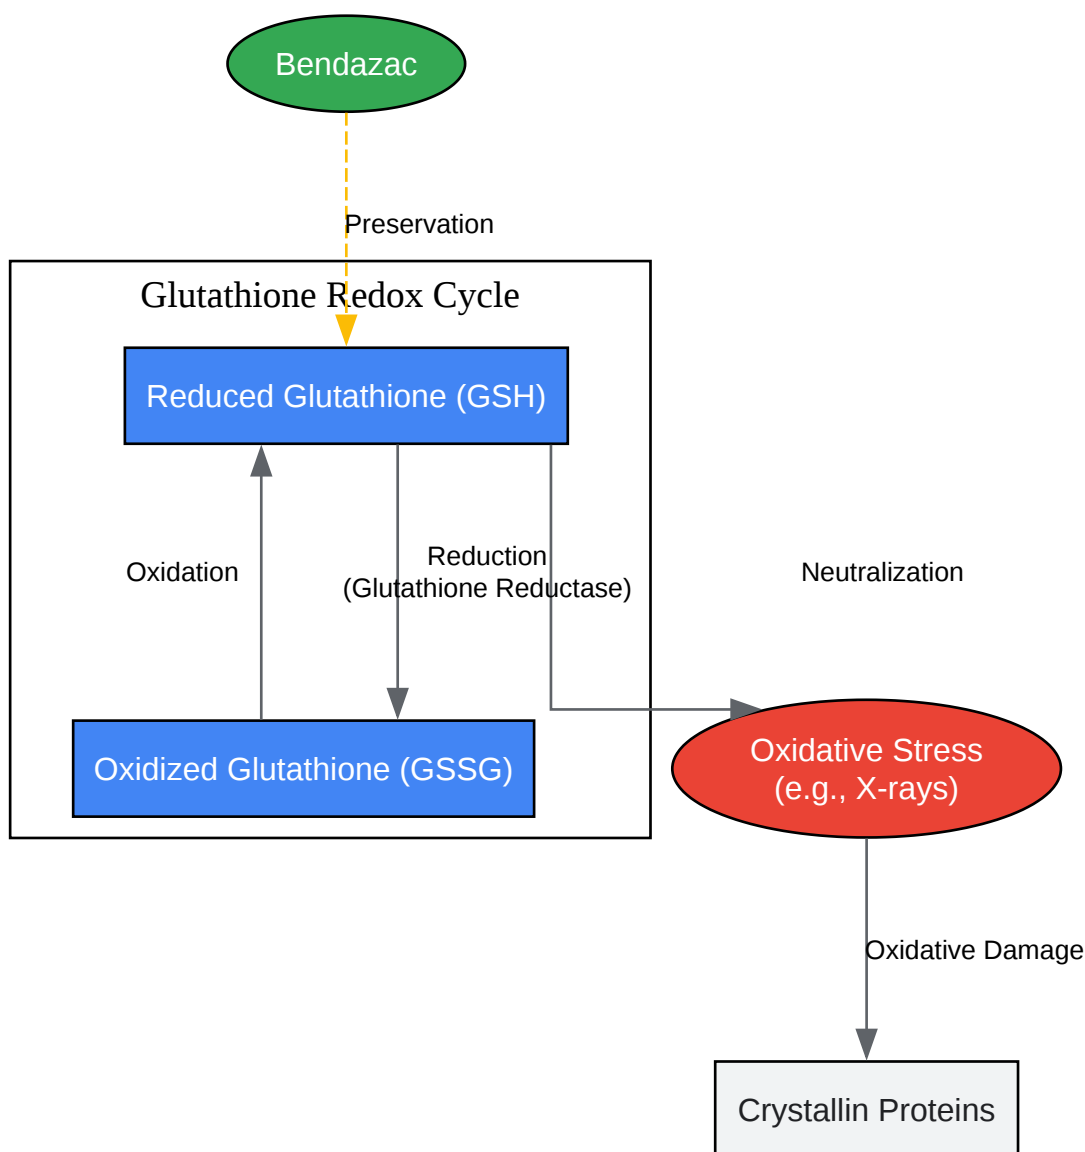 Bendazac
Preservation
Glutathione Redox Cycle
Reduced Glutathione (GSH)
Oxidation
Reduction
(Glutathione Reductase)
Neutralization
Oxidized Glutathione (GSSG)
Oxidative Stress
(e.g., X-rays)
Oxidative Damage
Crystallin Proteins